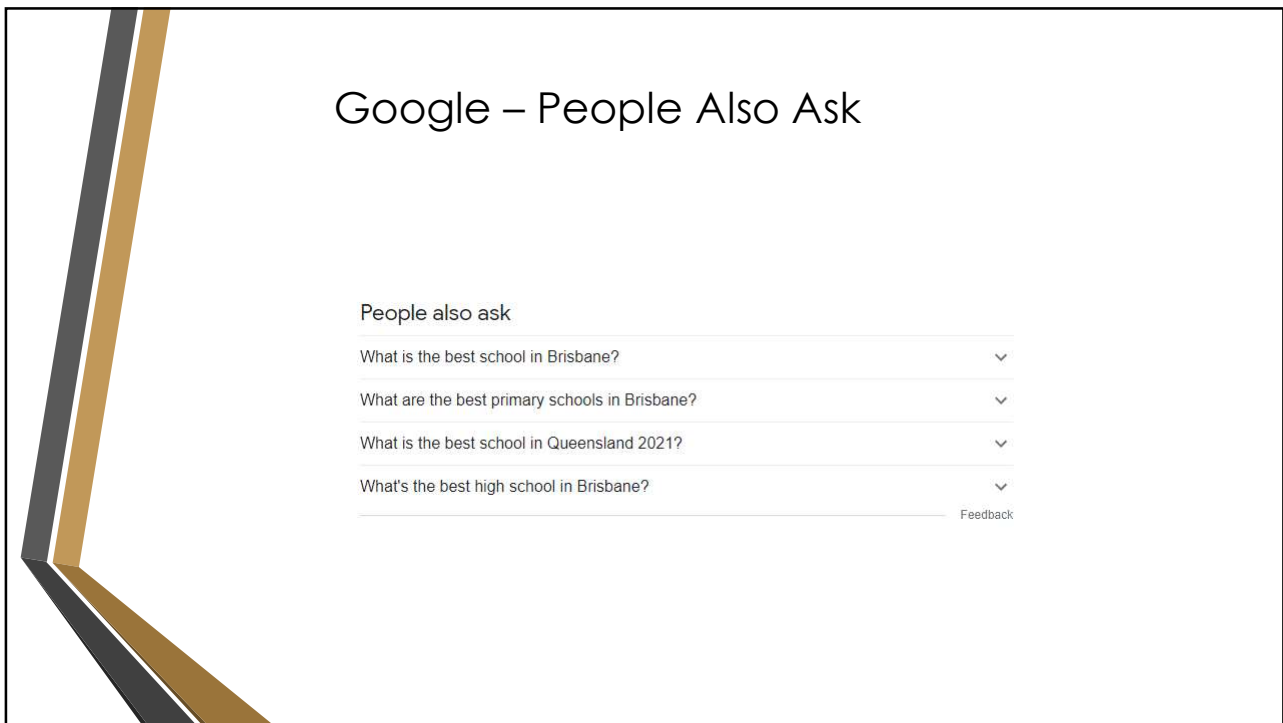 Google – People Also Ask
People also ask
What is the best school in Brisbane?
What are the best primary schools in Brisbane?
What is the best school in Queensland 2021?
What's the best high school in Brisbane?
Feedback